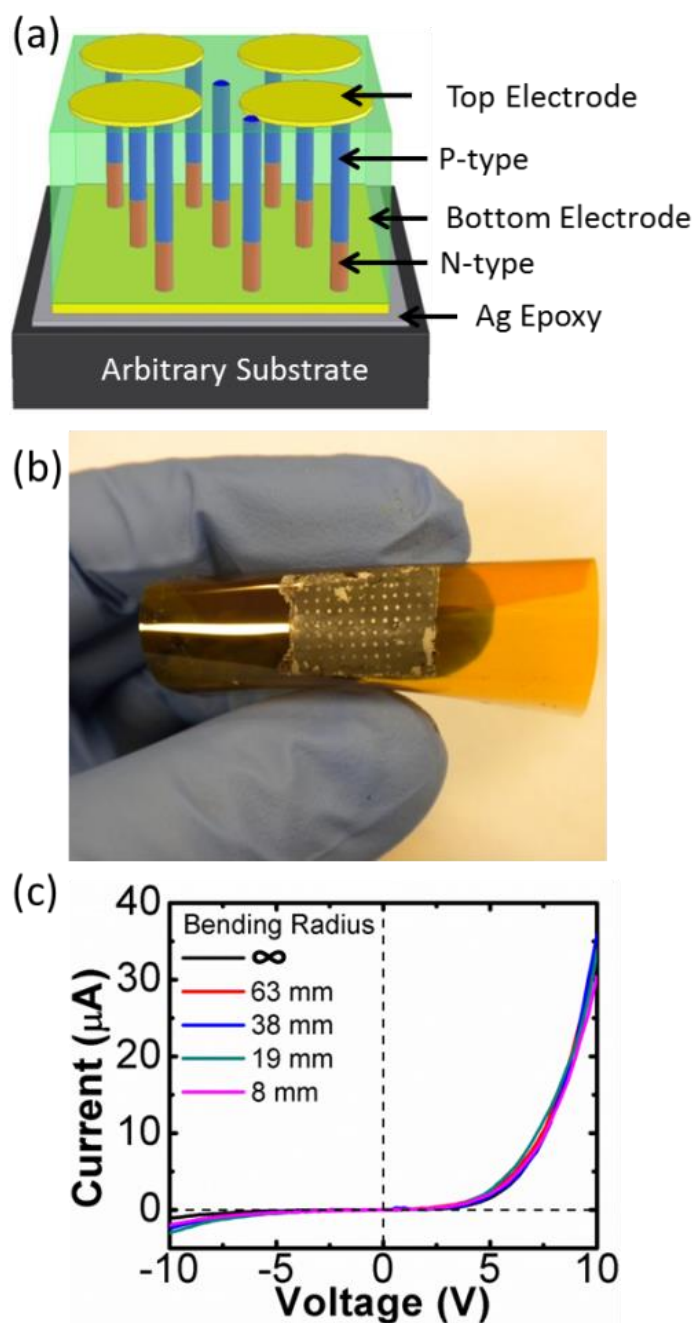 (a)
Top Electrode
P-type
Bottom Electrode
N-type
Ag Epoxy
Arbitrary Substrate
(b)
(c)
Current (μA)
40
30
20
10
0
Bending Radius
∞
63 mm
38 mm
19 mm
8 mm
-10 -5 0 5 10
Voltage (V)